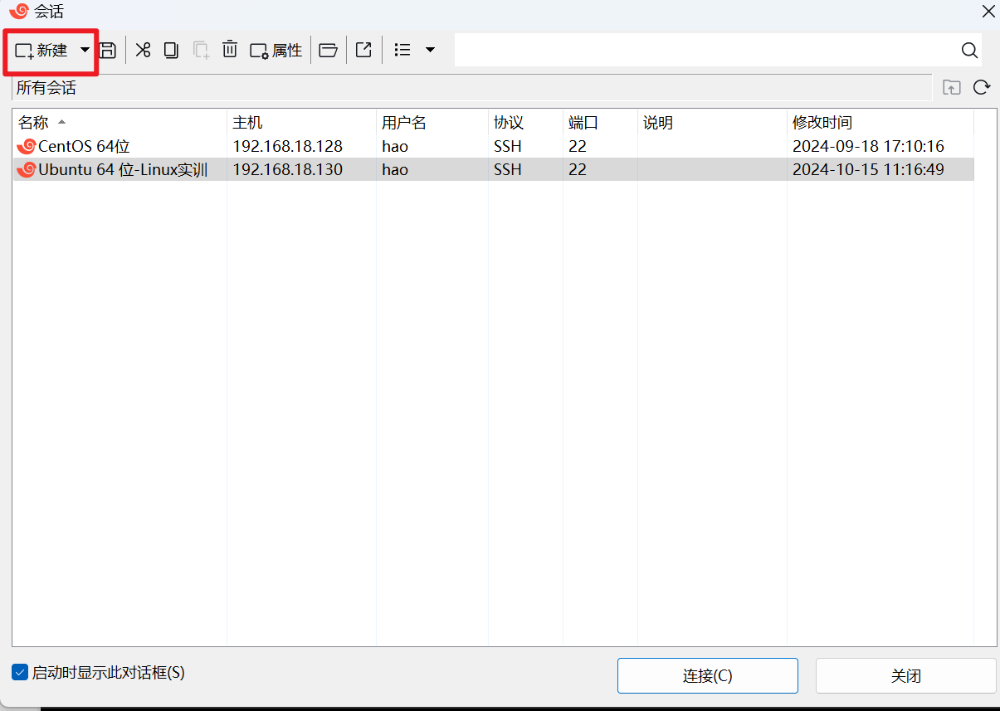 会话
新建 属性
所有会话
名称 主机 用户名 协议 端口 说明 修改时间
CentOS 64位 192.168.18.128 hao SSH 22 2024-09-18 17:10:16
Ubuntu 64 位-Linux实训 192.168.18.130 hao SSH 22 2024-10-15 11:16:49
启动时显示此对话框(S) 连接(C) 关闭